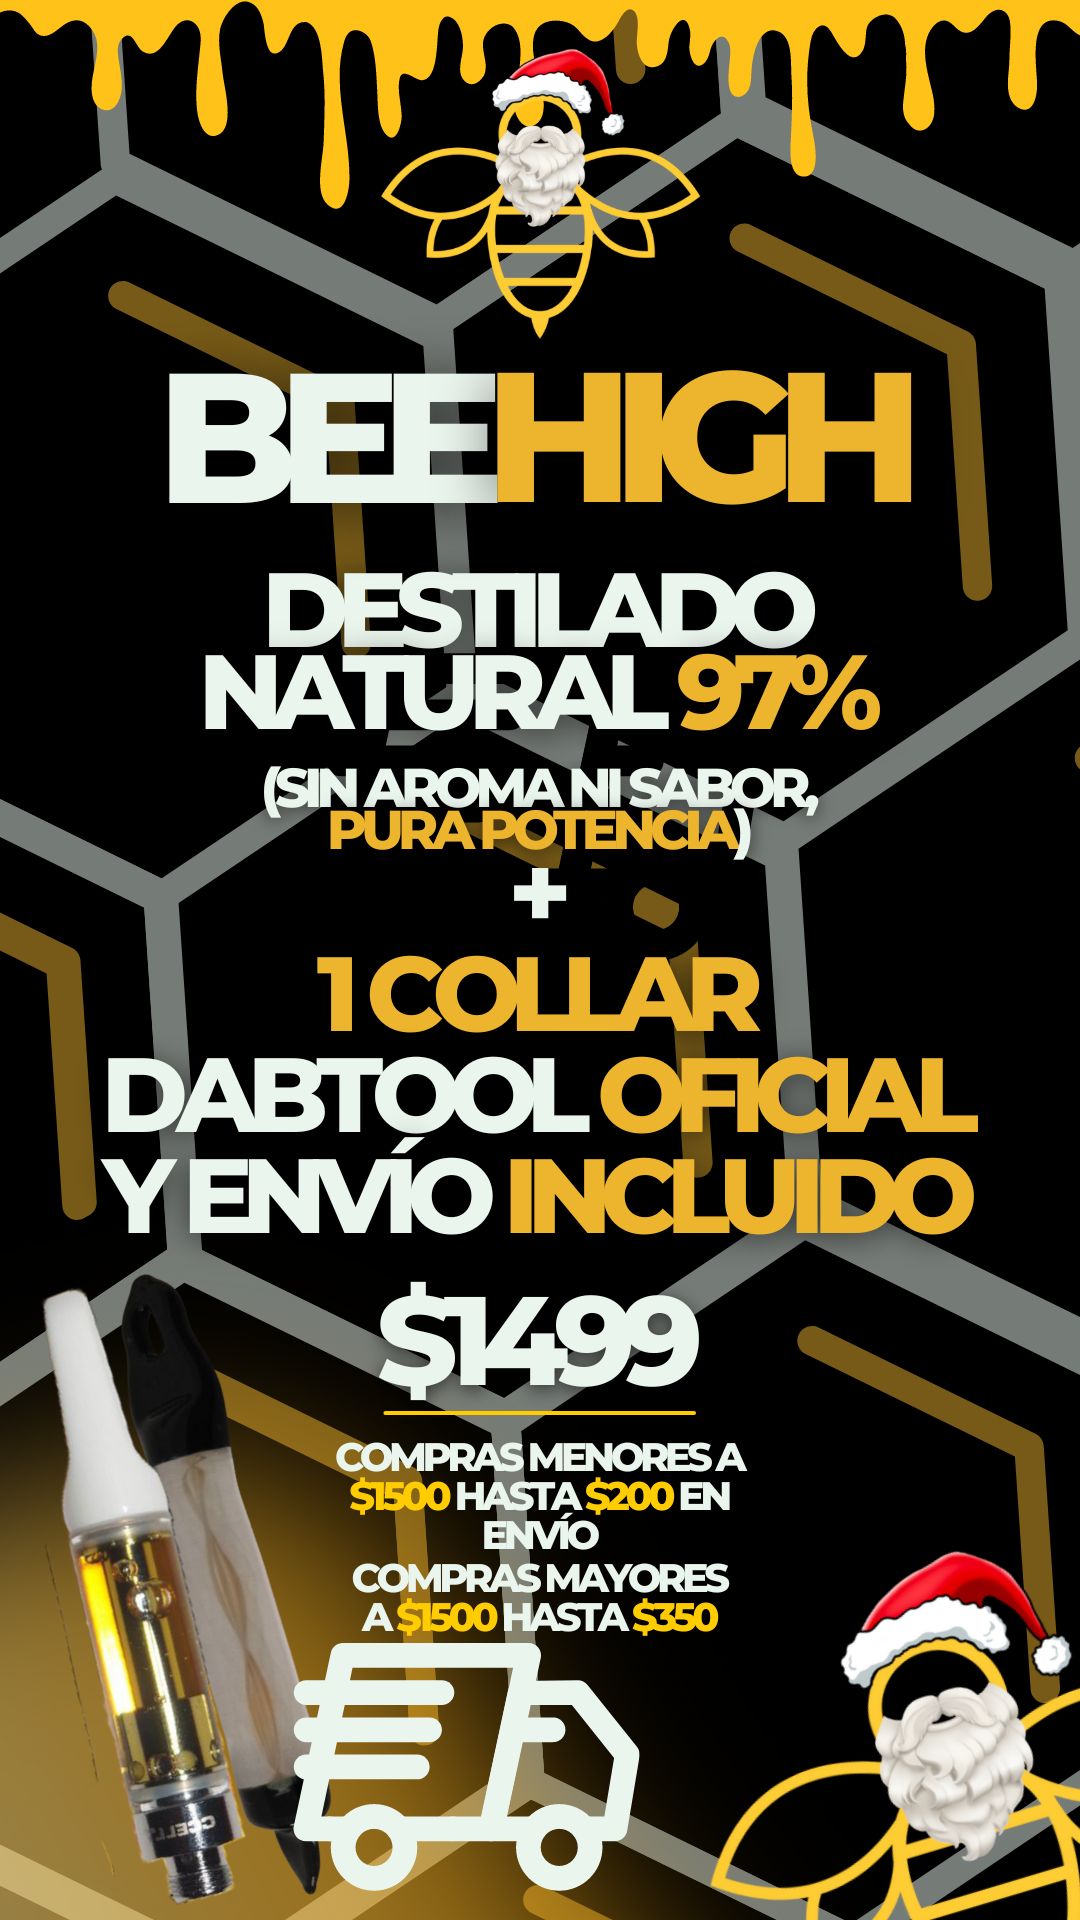 BEEHIGH
DESTILADO
NATURAL 97%
(SIN AROMA NI SABOR,
PURA POTENCIA)
+
1 COLLAR
DABTOOL OFICIAL
Y ENVÍO INCLUIDO
$1499
COMPRAS MENORES A
$1500 HASTA $200 EN
ENVÍO
COMPRAS MAYORES
A $1500 HASTA $350
CCELL